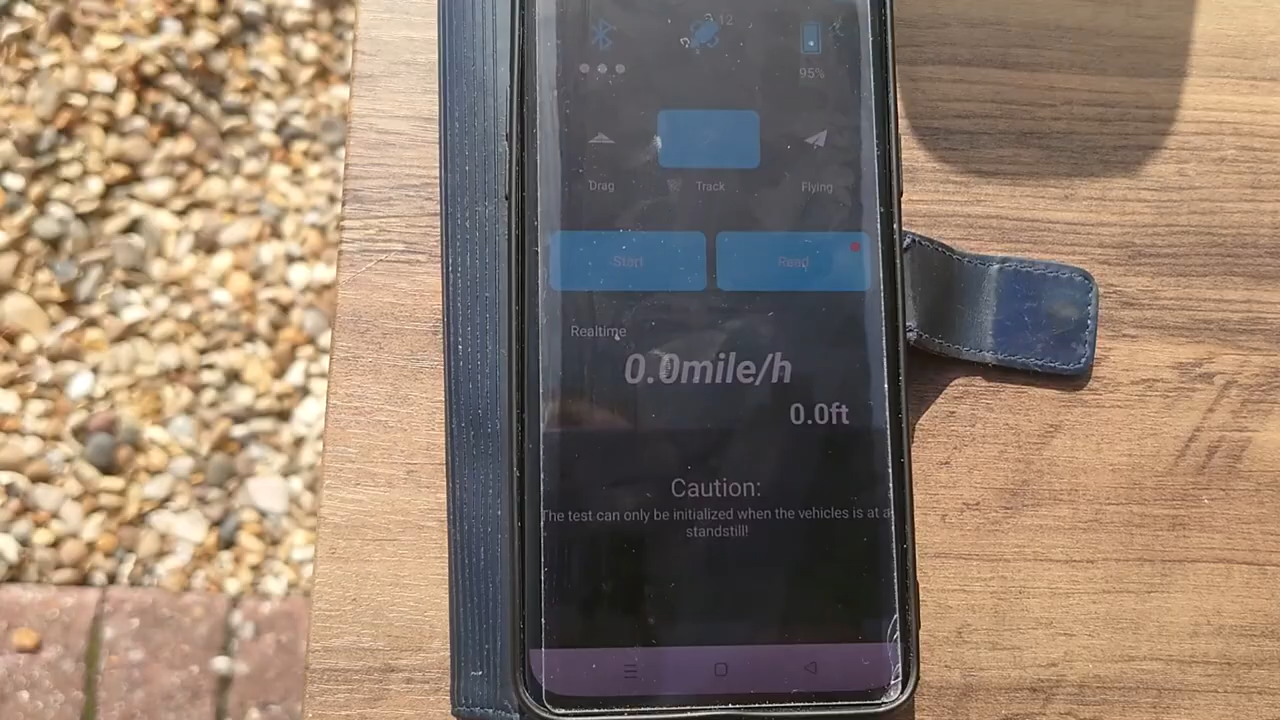 12
95%
Drag Track Flying
Start Read
Realtime
0.0mile/h
0.0ft
Caution:
The test can only be initialized when the vehicles is at a
standstill!